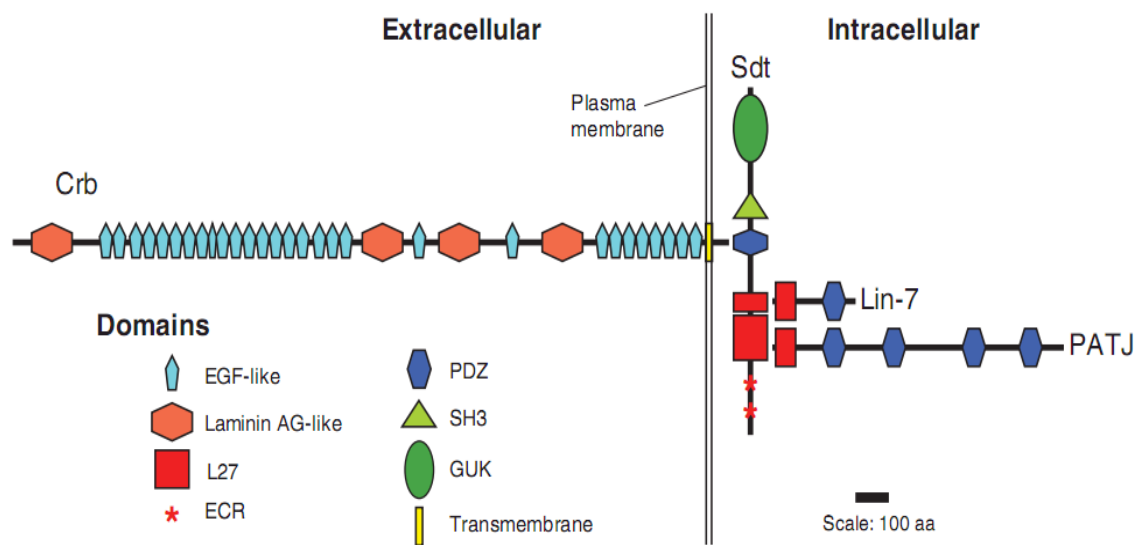 Extracellular
Intracellular
Sdt
Plasma
membrane
Crb
Lin-7
PATJ
Domains
EGF-like
Laminin AG-like
L27
ECR
PDZ
SH3
GUK
Transmembrane
Scale: 100 aa